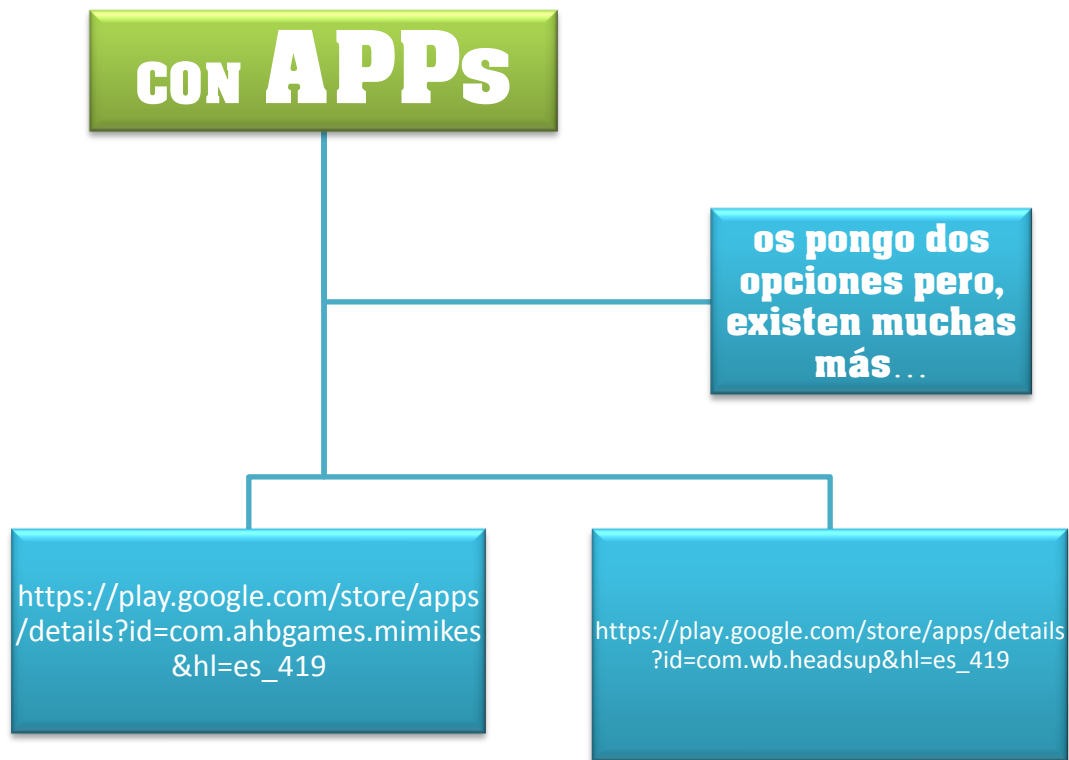 CON APPs
os pongo dos
opciones pero,
existen muchas
más...
https://play.google.com/store/apps
/details?id=com.ahbgames.mimikes
&hl=es_419
https://play.google.com/store/apps/details
?id=com.wb.headsup&hl=es_419